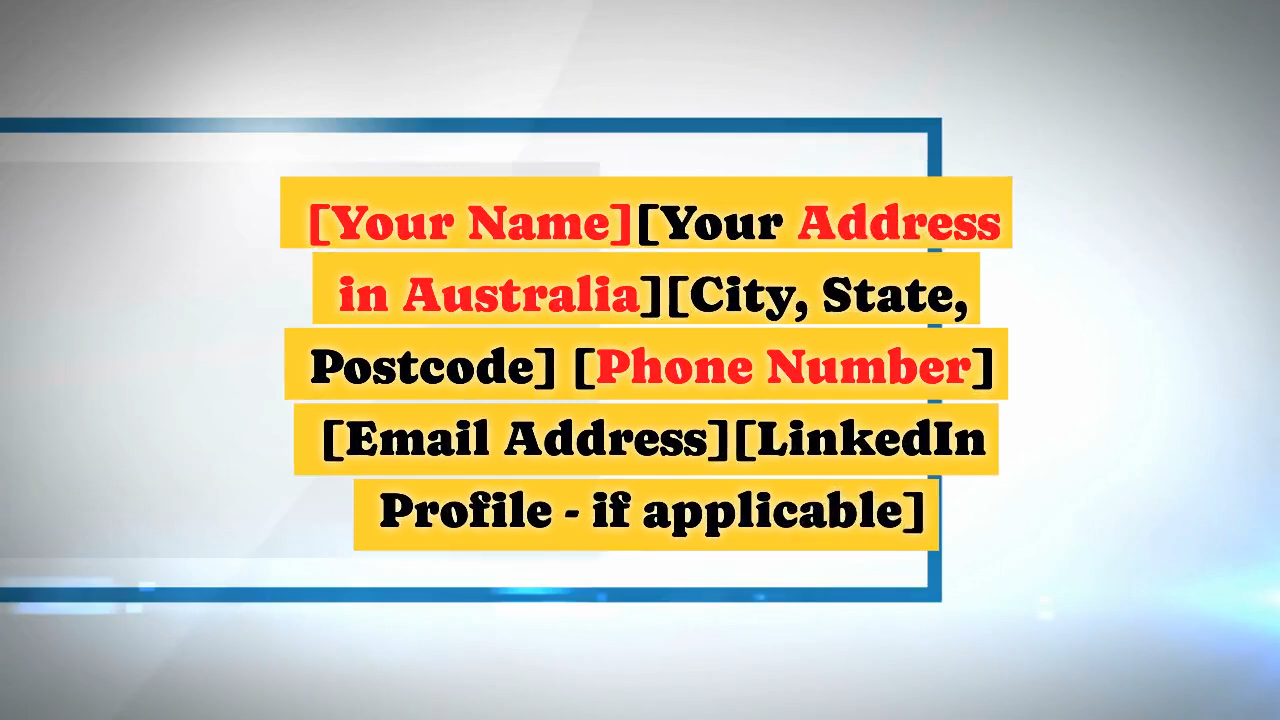 [Your Name][Your Address
in Australia][City, State,
Postcode] [Phone Number]
[Email Address][LinkedIn
Profile - if applicable]